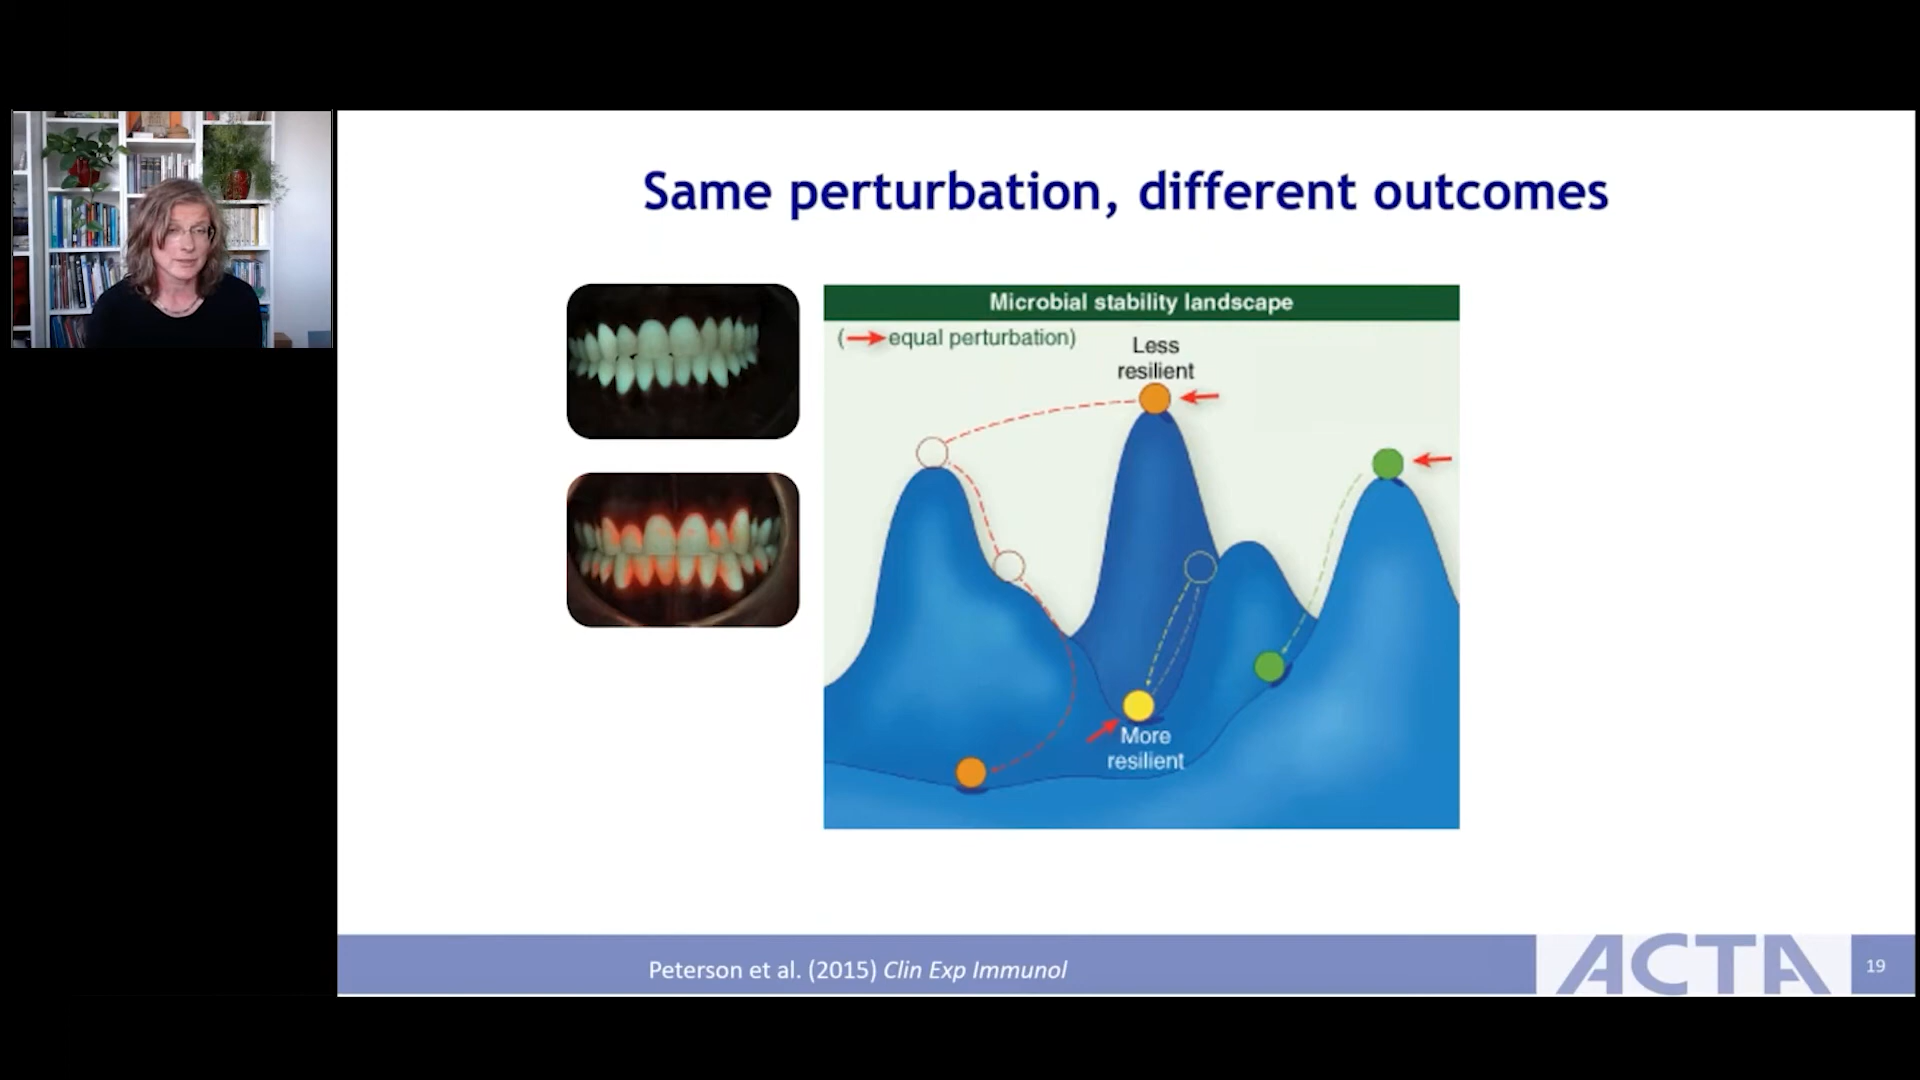 Same perturbation, different outcomes
Microbial stability landscape
(→equal perturbation)
Less
resilient
More
resilient
Peterson et al. (2015) Clin Exp Immunol
ACTA
19